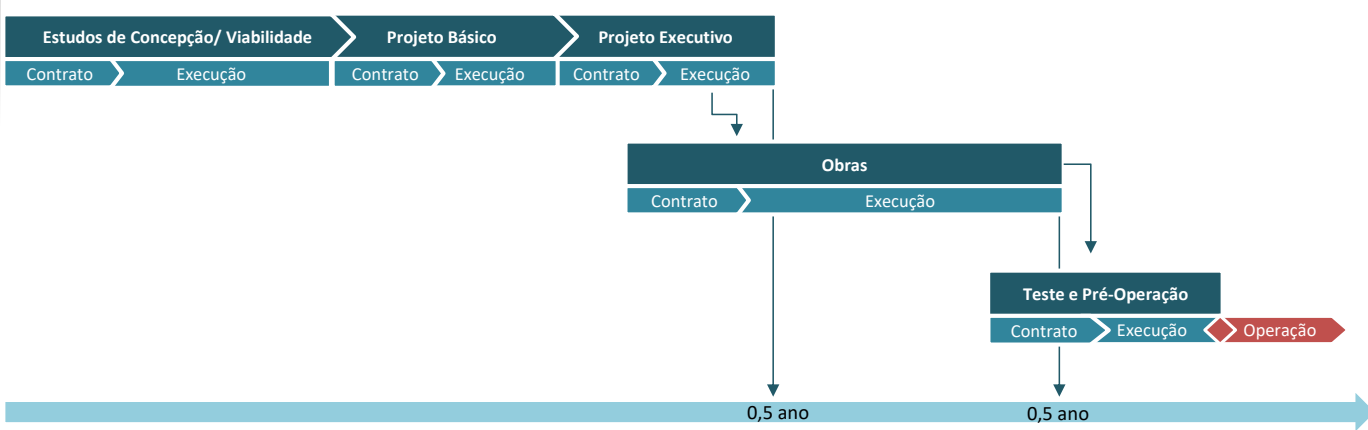 Estudos de Concepção/ Viabilidade
Projeto Básico
Projeto Executivo
Contrato
Execução
Contrato
Execução
Contrato
Execução
Obras
Contrato
Execução
Teste e Pré-Operação
Contrato
Execução
Operação
0,5 ano
0,5 ano